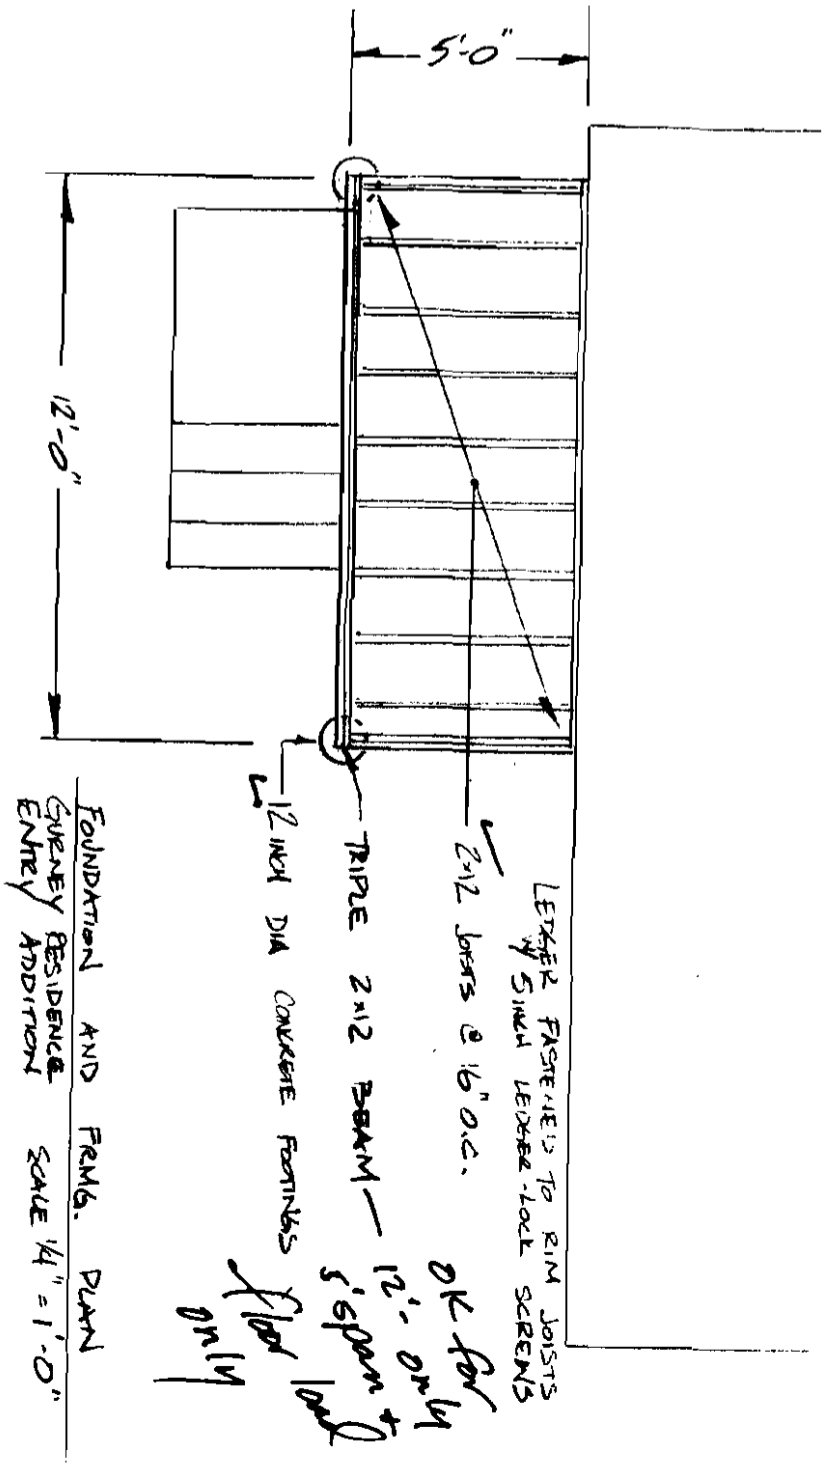 5'-0"
12'-0"
LEDGER FASTENED TO RIM JOISTS
W/ 5 INCH LEDGER-LOCK SCREWS
2x12 JOISTS @ 16" O.C.
TRIPLE 2x12 BEAM
OK for
12' - only
5' span +
floor load
only
12 INCH DIA CONCRETE FOOTINGS
FOUNDATION AND FRMG. PLAN
GURNEY RESIDENCE
ENTRY ADDITION SCALE 1/4" = 1'-0"